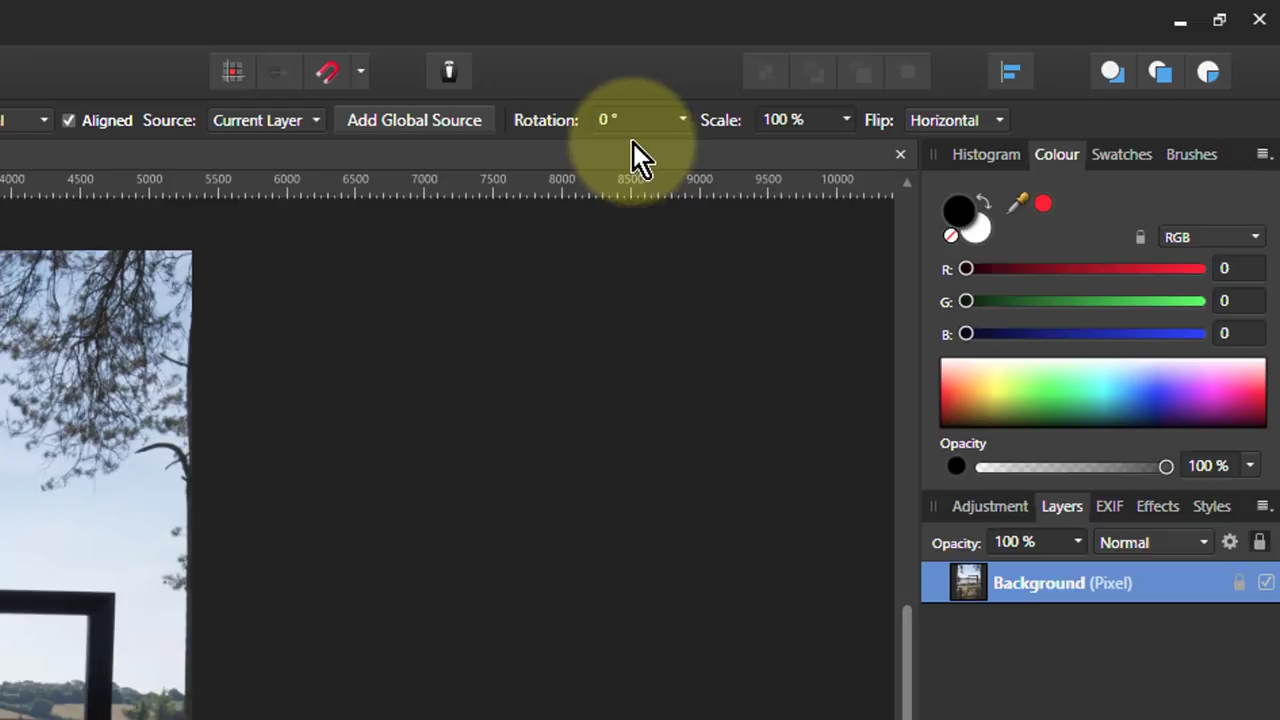 Aligned Source: Current Layer Add Global Source Rotation: 0 ° Scale: 100 % Flip: Horizontal
Histogram Colour Swatches Brushes
4000 4500 5000 5500 6000 6500 7000 7500 8000 8500 9000 9500 10000
RGB
R: 0
G: 0
B: 0
Opacity
100 %
Adjustment Layers EXIF Effects Styles
Opacity: 100 % Normal
Background (Pixel)